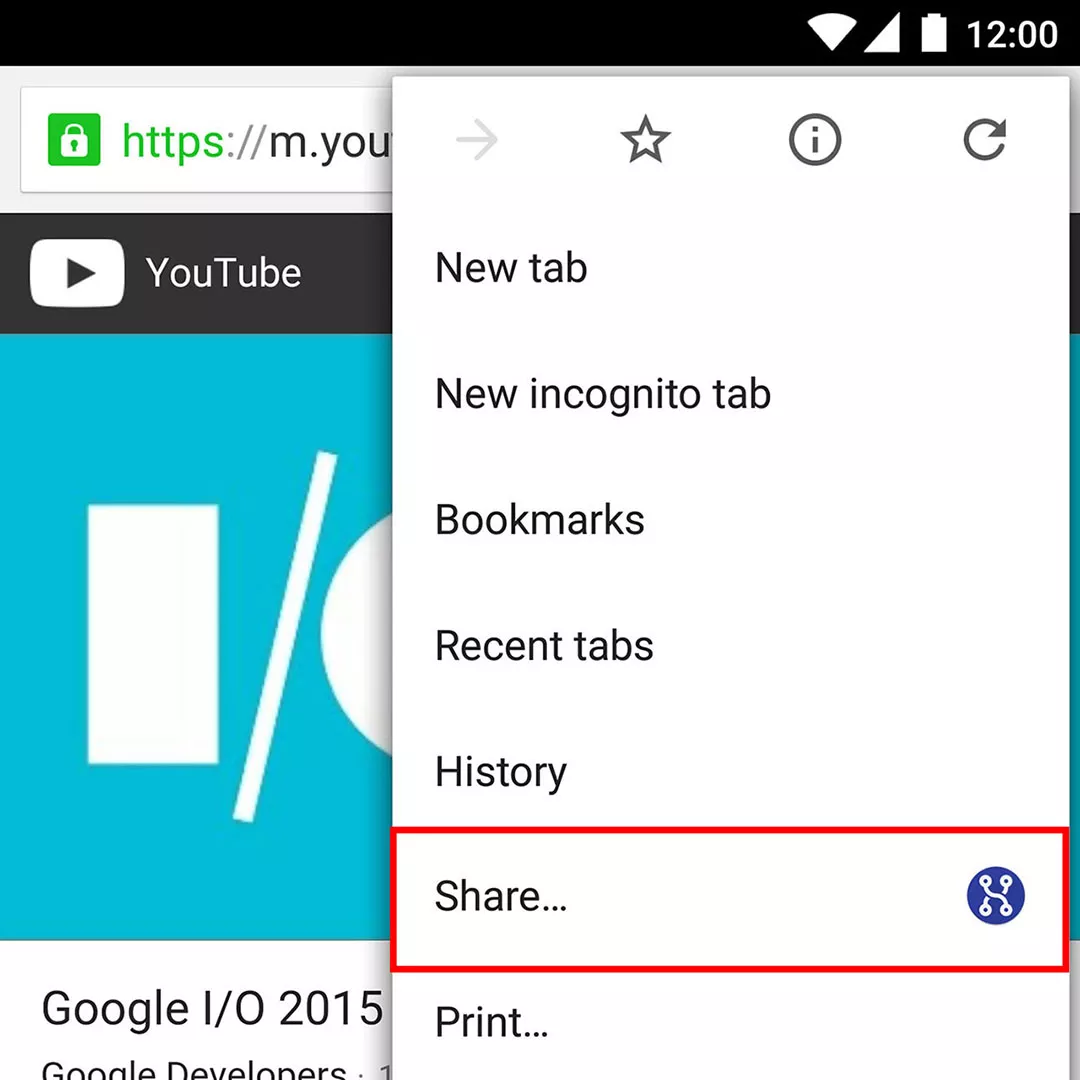 12:00
https://m.you
YouTube
New tab
New incognito tab
Bookmarks
Recent tabs
History
Share...
Print...
I/O
Google I/O 2015
Google Developers ·